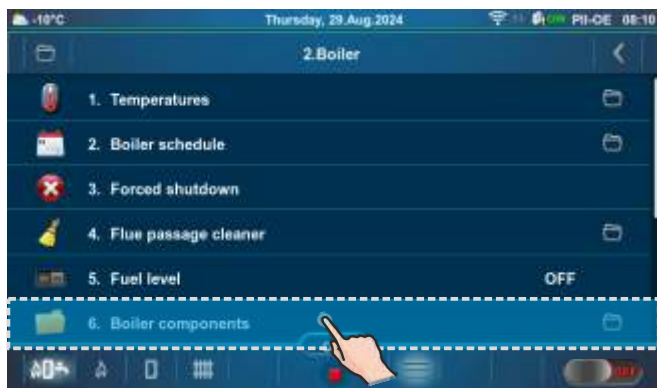 -10°C Thursday, 29.Aug.2024 PII-OE 08:10
2.Boiler
1. Temperatures
2. Boiler schedule
3. Forced shutdown
4. Flue passage cleaner
5. Fuel level OFF
6. Boiler components
OFF